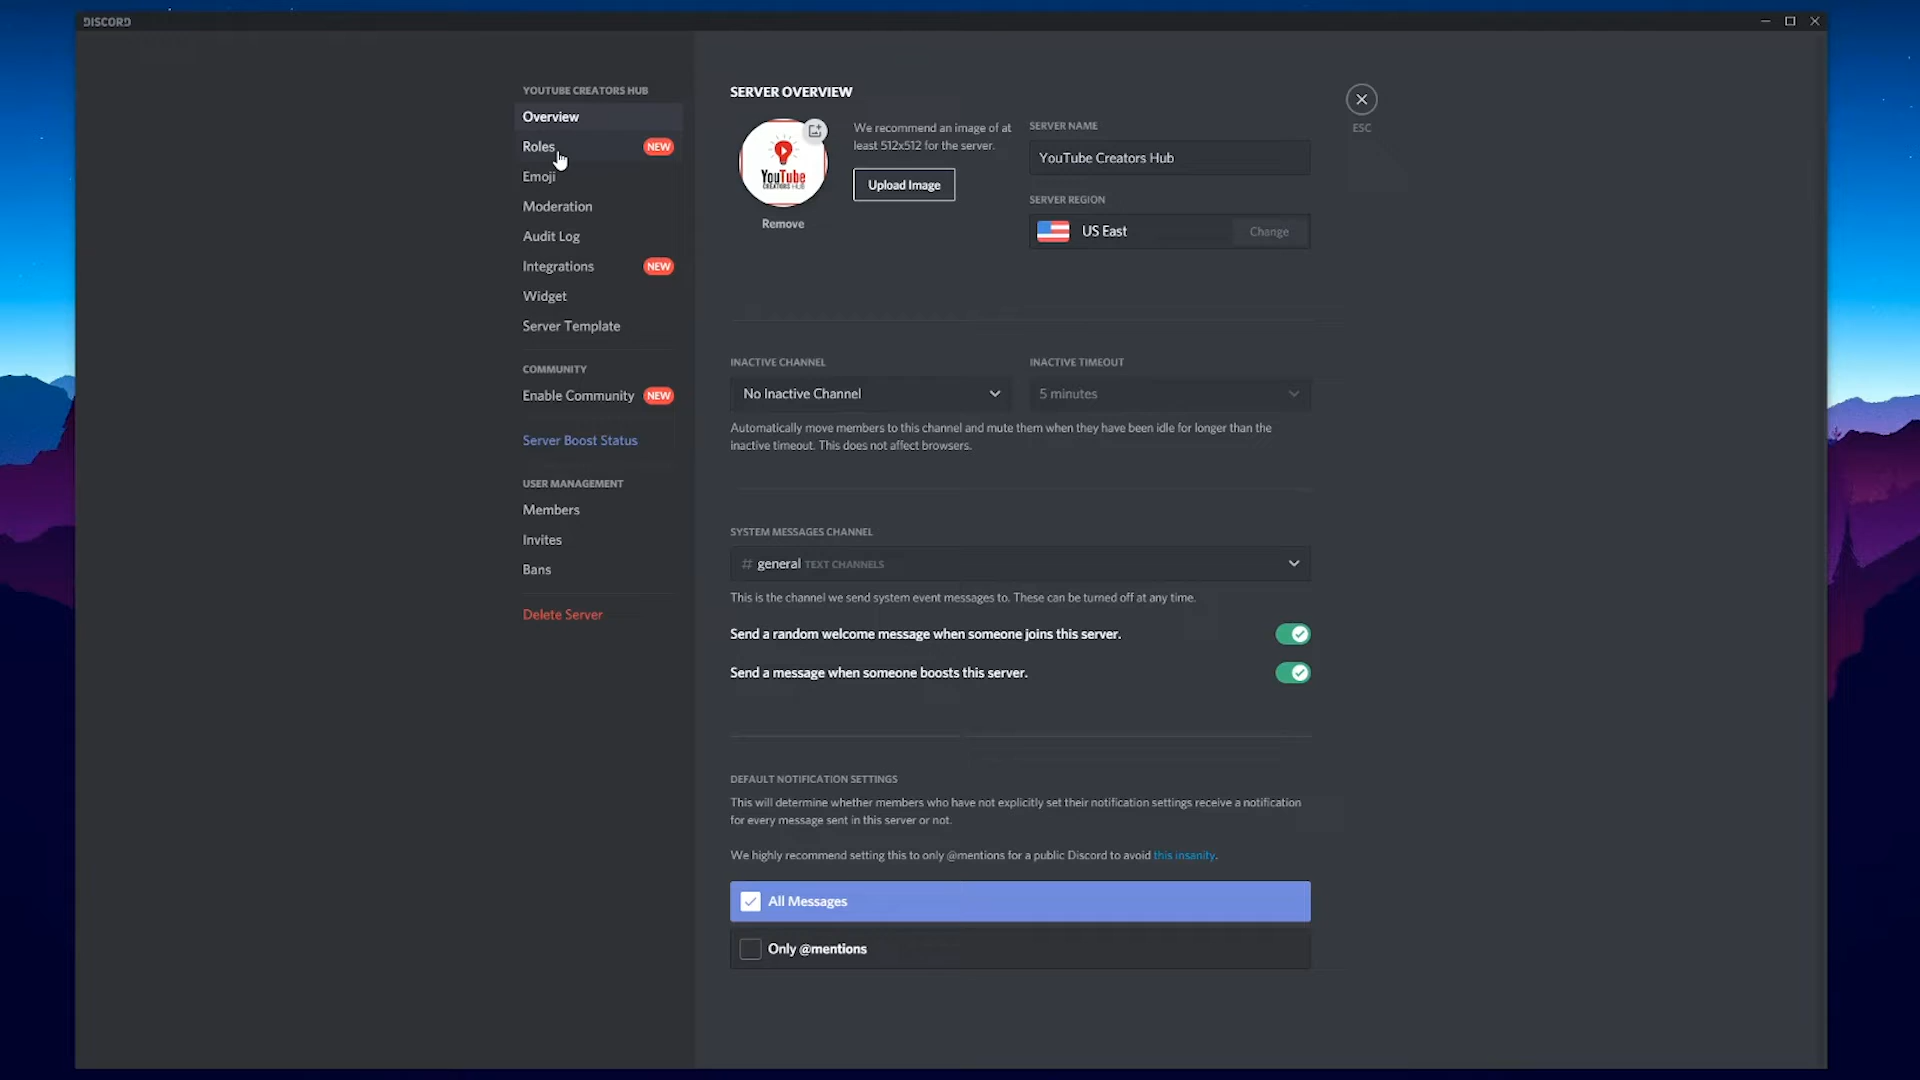 DISCORD
YOUTUBE CREATORS HUB
Overview
Roles NEW
Emoji
Moderation
Audit Log
Integrations NEW
Widget
Server Template
COMMUNITY
Enable Community NEW
Server Boost Status
USER MANAGEMENT
Members
Invites
Bans
Delete Server
SERVER OVERVIEW
YouTube
CREATORS HUB
Remove
We recommend an image of at
least 512x512 for the server.
Upload Image
SERVER NAME
YouTube Creators Hub
SERVER REGION
US East Change
ESC
INACTIVE CHANNEL
No Inactive Channel
INACTIVE TIMEOUT
5 minutes
Automatically move members to this channel and mute them when they have been idle for longer than the
inactive timeout. This does not affect browsers.
SYSTEM MESSAGES CHANNEL
# general TEXT CHANNELS
This is the channel we send system event messages to. These can be turned off at any time.
Send a random welcome message when someone joins this server.
Send a message when someone boosts this server.
DEFAULT NOTIFICATION SETTINGS
This will determine whether members who have not explicitly set their notification settings receive a notification
for every message sent in this server or not.
We highly recommend setting this to only @mentions for a public Discord to avoid this insanity.
All Messages
Only @mentions